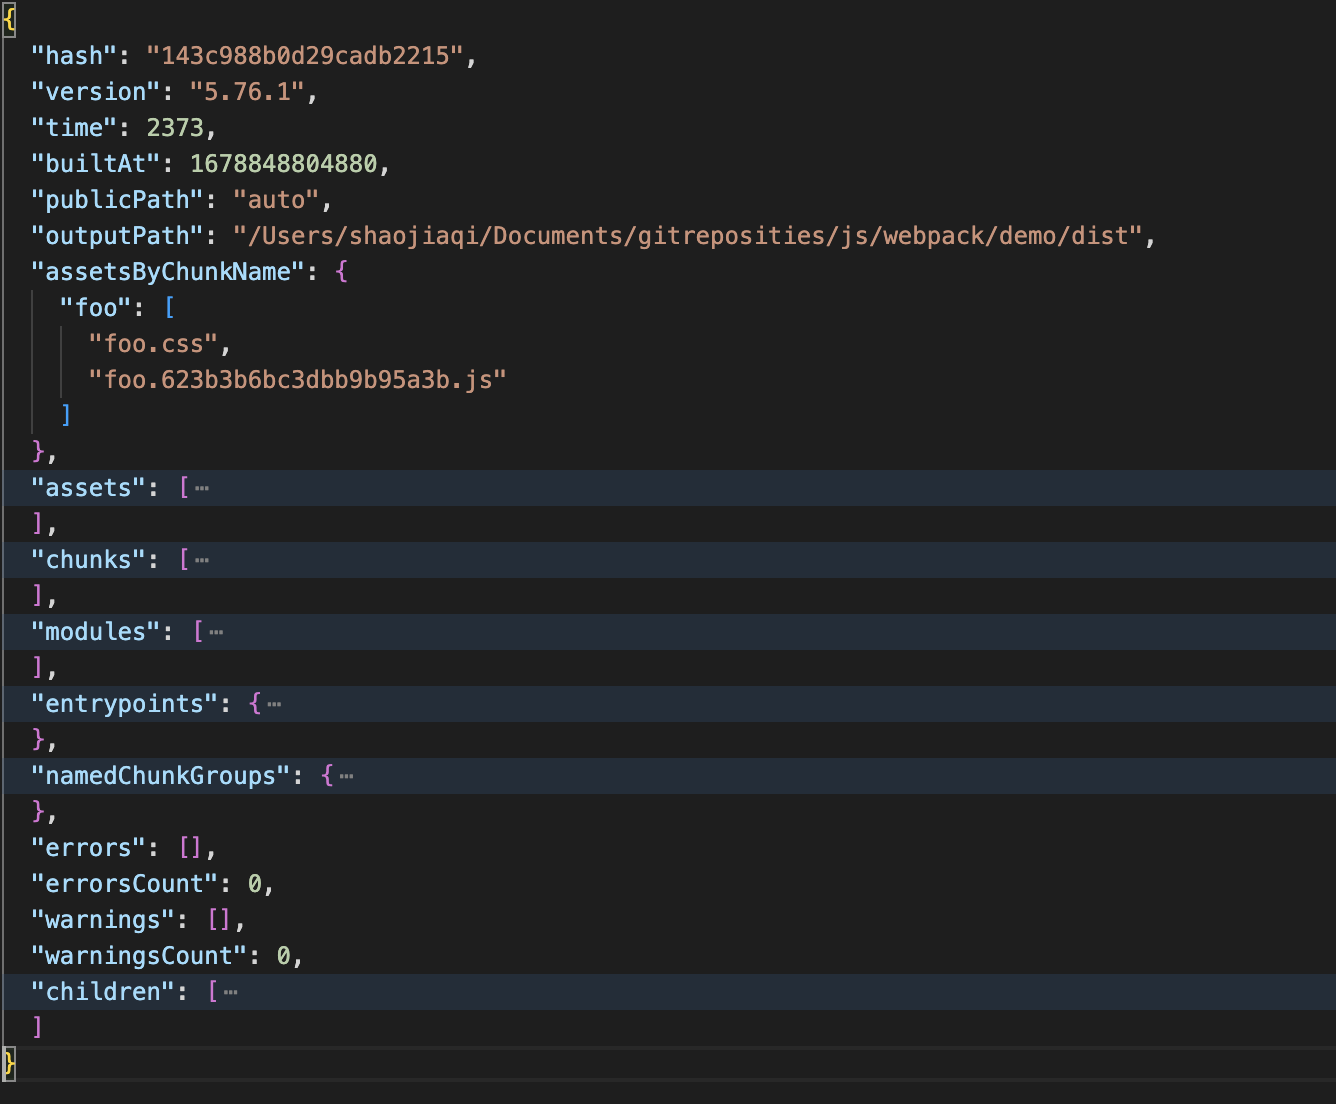 {
"hash": "143c988b0d29cadb2215",
"version": "5.76.1",
"time": 2373,
"builtAt": 1678848804880,
"publicPath": "auto",
"outputPath": "/Users/shaojiaqi/Documents/gitreposities/js/webpack/demo/dist",
"assetsByChunkName": {
"foo": [
"foo.css",
"foo.623b3b6bc3dbb9b95a3b.js"
]
},
"assets": [⋯
],
"chunks": [⋯
],
"modules": [⋯
],
"entrypoints": {⋯
},
"namedChunkGroups": {⋯
},
"errors": [],
"errorsCount": 0,
"warnings": [],
"warningsCount": 0,
"children": [⋯
]
}